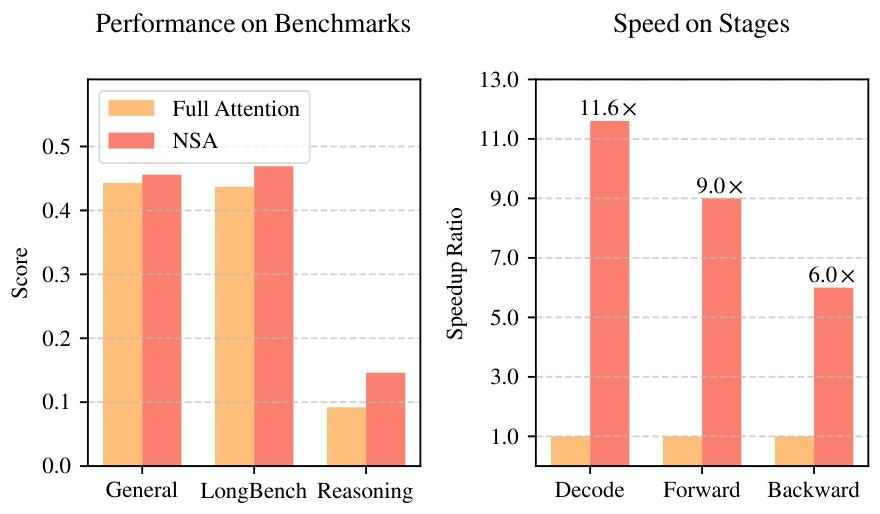 Performance on Benchmarks
Full Attention
NSA
Score
0.5
0.4
0.3
0.2
0.1
0.0
General LongBench Reasoning
Speed on Stages
Speedup Ratio
13.0
11.0
9.0
7.0
5.0
3.0
1.0
11.6×
9.0×
6.0×
Decode Forward Backward